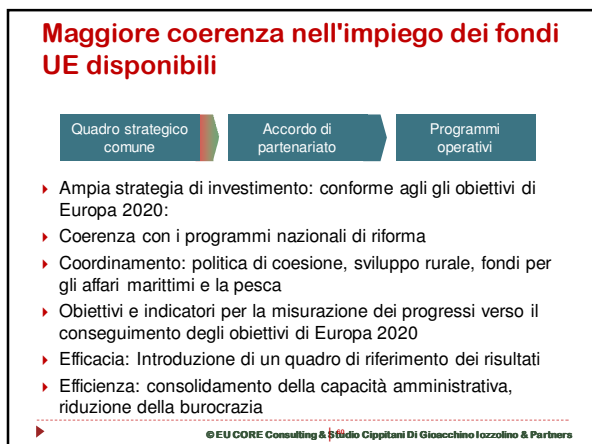 Maggiore coerenza nell'impiego dei fondi
UE disponibili
Quadro strategico
comune
Accordo di
partenariato
Programmi
operativi
Ampia strategia di investimento: conforme agli gli obiettivi di
Europa 2020:
Coerenza con i programmi nazionali di riforma
Coordinamento: politica di coesione, sviluppo rurale, fondi per
gli affari marittimi e la pesca
Obiettivi e indicatori per la misurazione dei progressi verso il
conseguimento degli obiettivi di Europa 2020
Efficacia: Introduzione di un quadro di riferimento dei risultati
Efficienza: consolidamento della capacità amministrativa,
riduzione della burocrazia
© EU CORE Consulting & Studio Cippitani Di Gioacchino Iozzolino & Partners